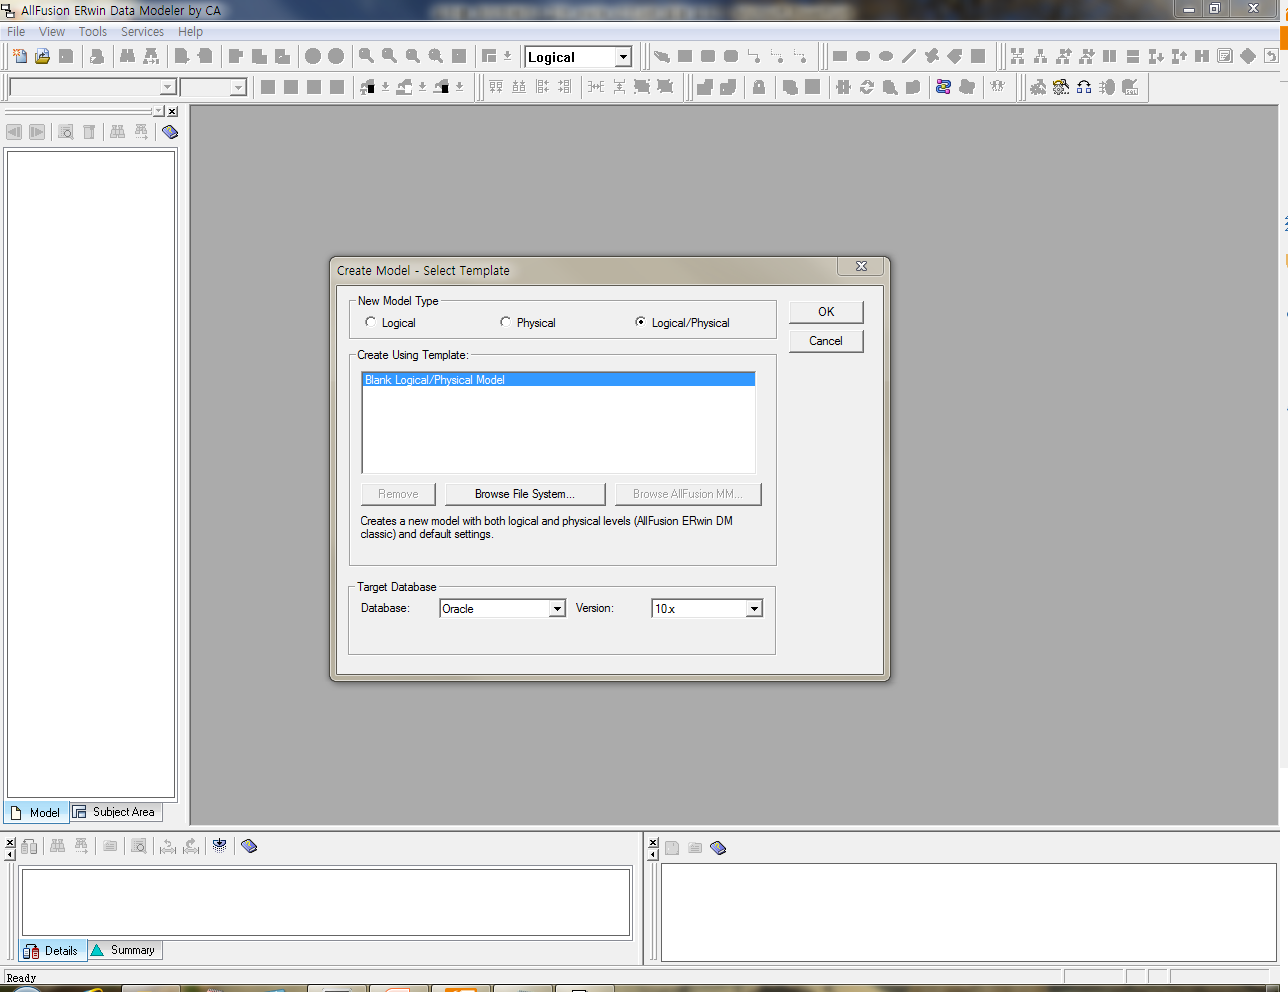 AllFusion ERwin Data Modeler by CA
File View Tools Services Help
Logical
Create Model - Select Template
New Model Type
Logical Physical Logical/Physical
OK
Cancel
Create Using Template:
Blank Logical/Physical Model
Remove Browse File System... Browse AllFusion MM...
Creates a new model with both logical and physical levels (AllFusion ERwin DM
classic) and default settings.
Target Database
Database: Oracle Version: 10.x
Model Subject Area
Details Summary
Ready